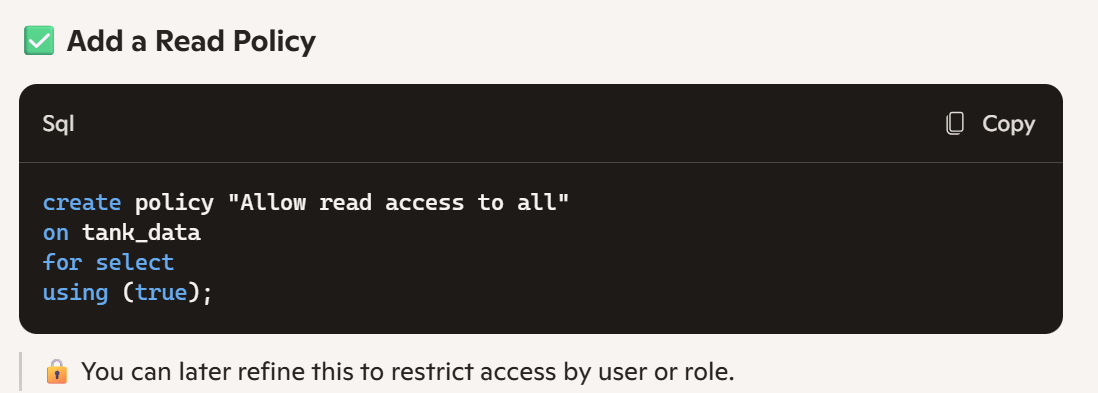 ✅ Add a Read Policy
Sql
Copy
create policy "Allow read access to all"
on tank_data
for select
using (true);
🔒 You can later refine this to restrict access by user or role.